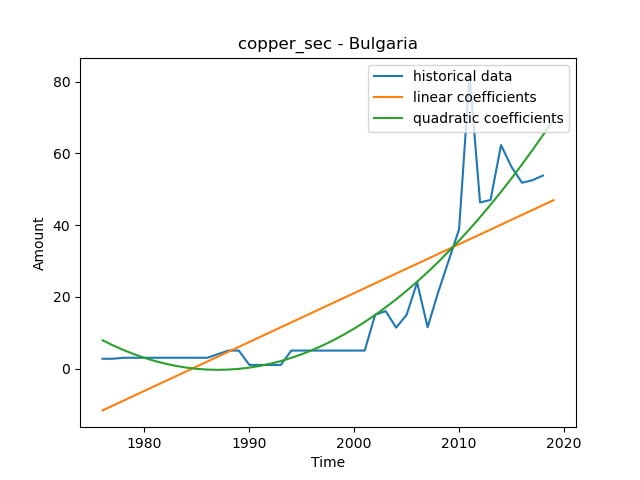 copper_sec - Bulgaria
historical data
linear coefficients
quadratic coefficients
80
60
40
20
0
Amount
1980
1990
2000
2010
2020
Time